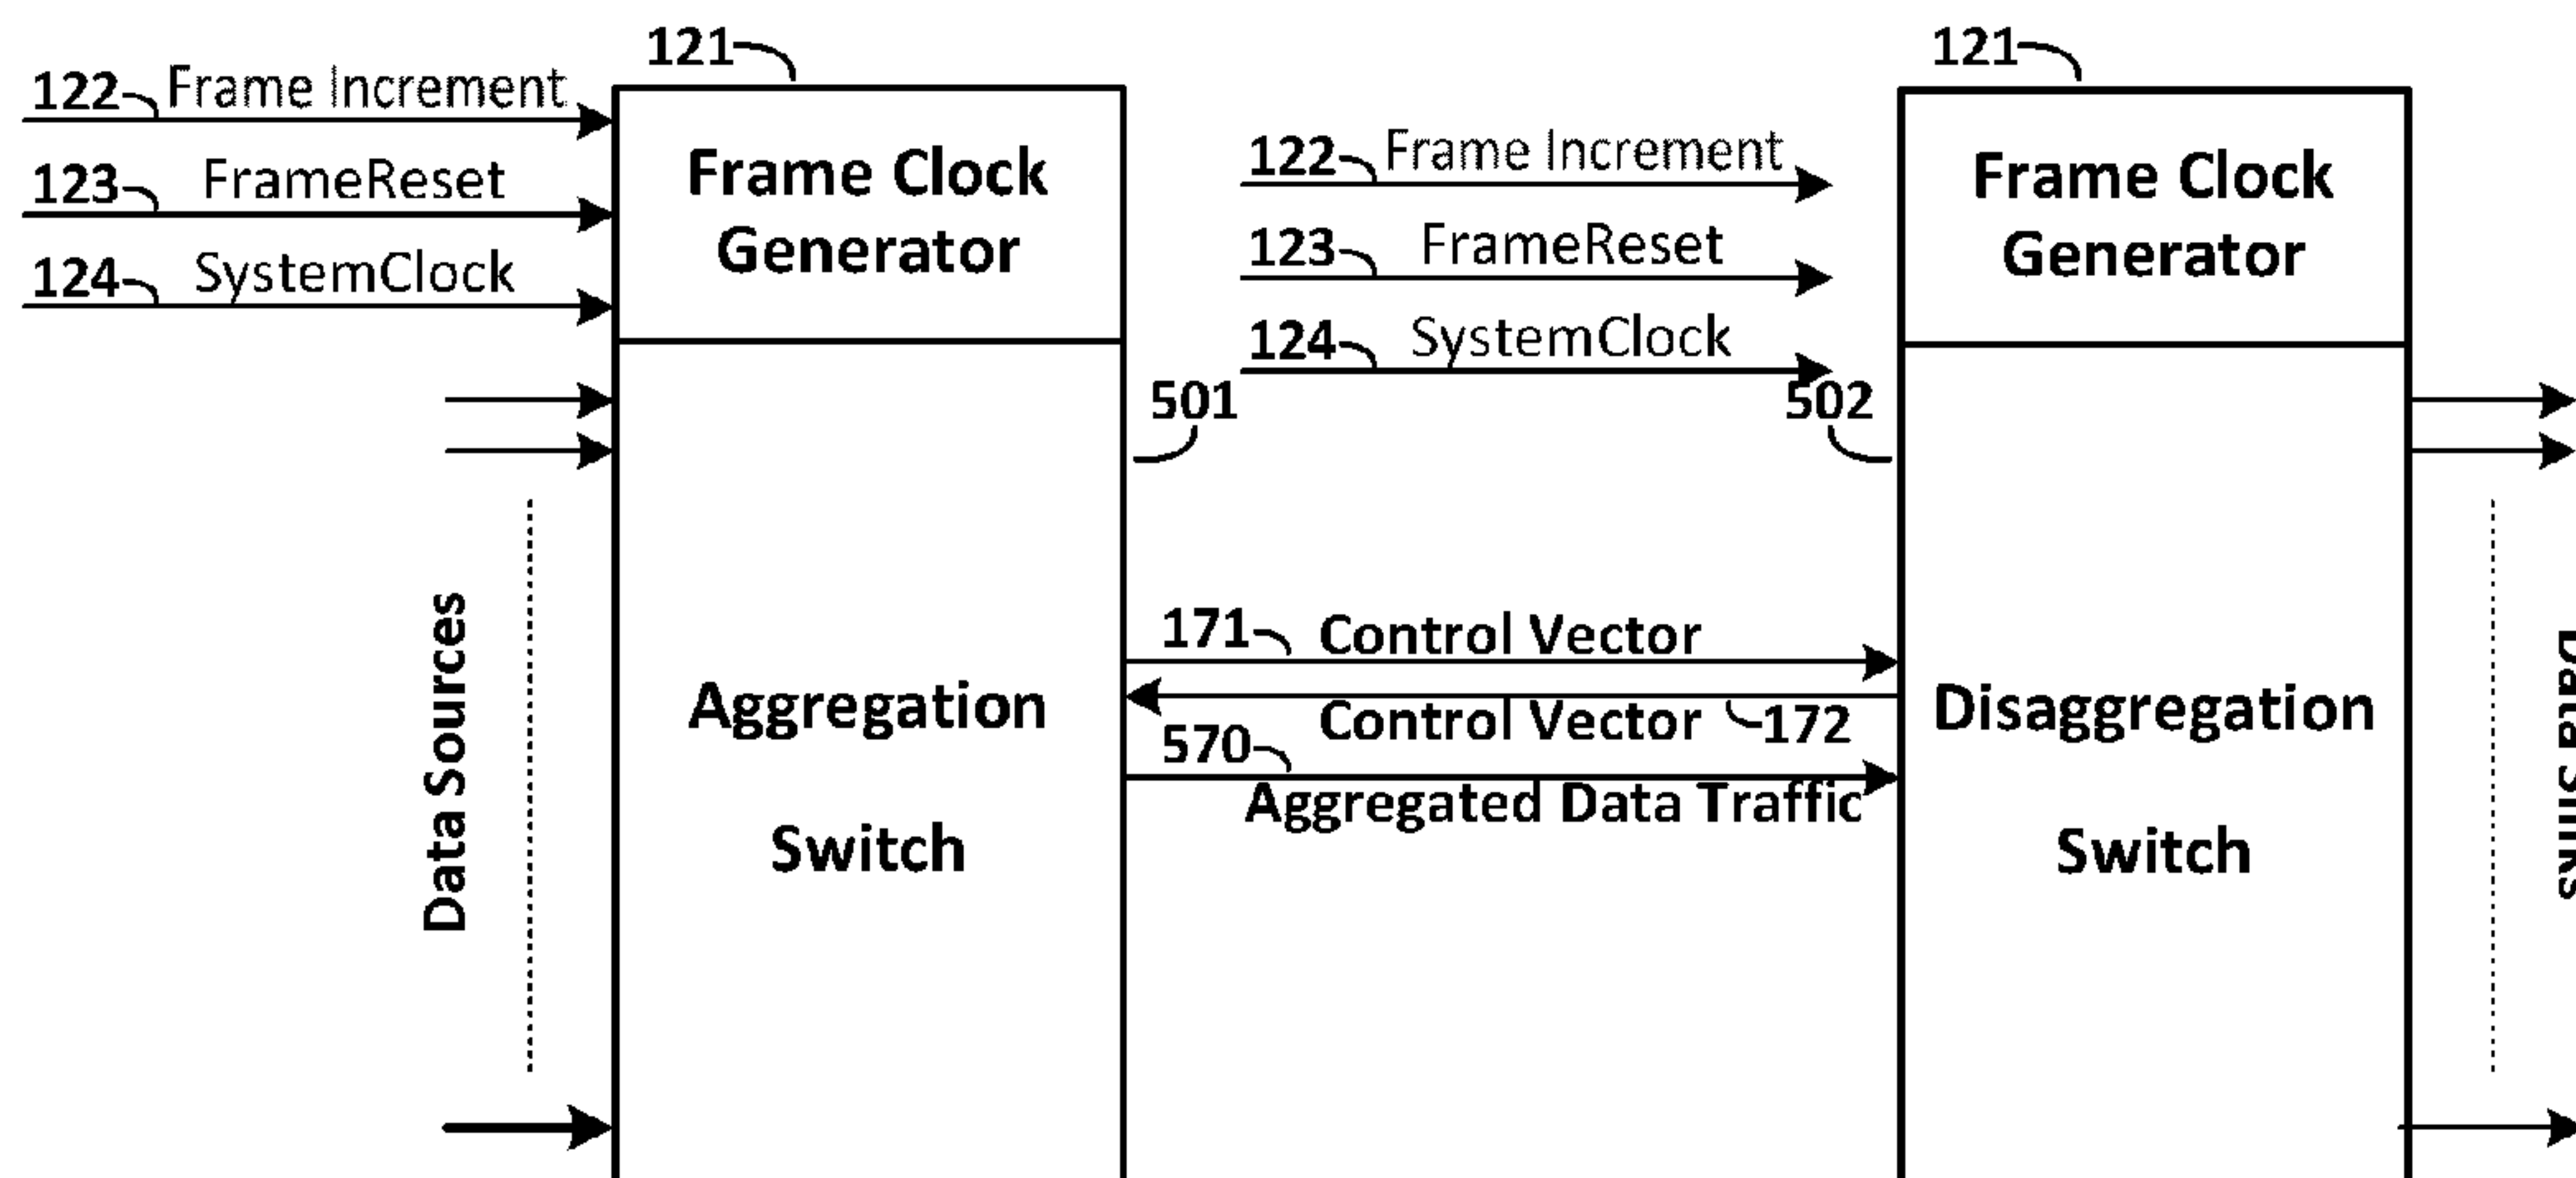 121
121
122 Frame Increment
123 FrameReset
124 SystemClock
Frame Clock
Generator
122 Frame Increment
123 FrameReset
124 SystemClock
Frame Clock
Generator
501
502
Data Sources
Aggregation
Switch
171 Control Vector
Control Vector 172
570
Aggregated Data Traffic
Disaggregation
Switch
Data Sinks